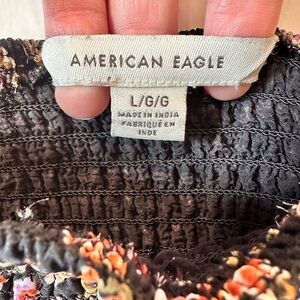 AMERICAN EAGLE
L/G/G
MADE IN INDIA
FABRIQUÉ EN
INDE